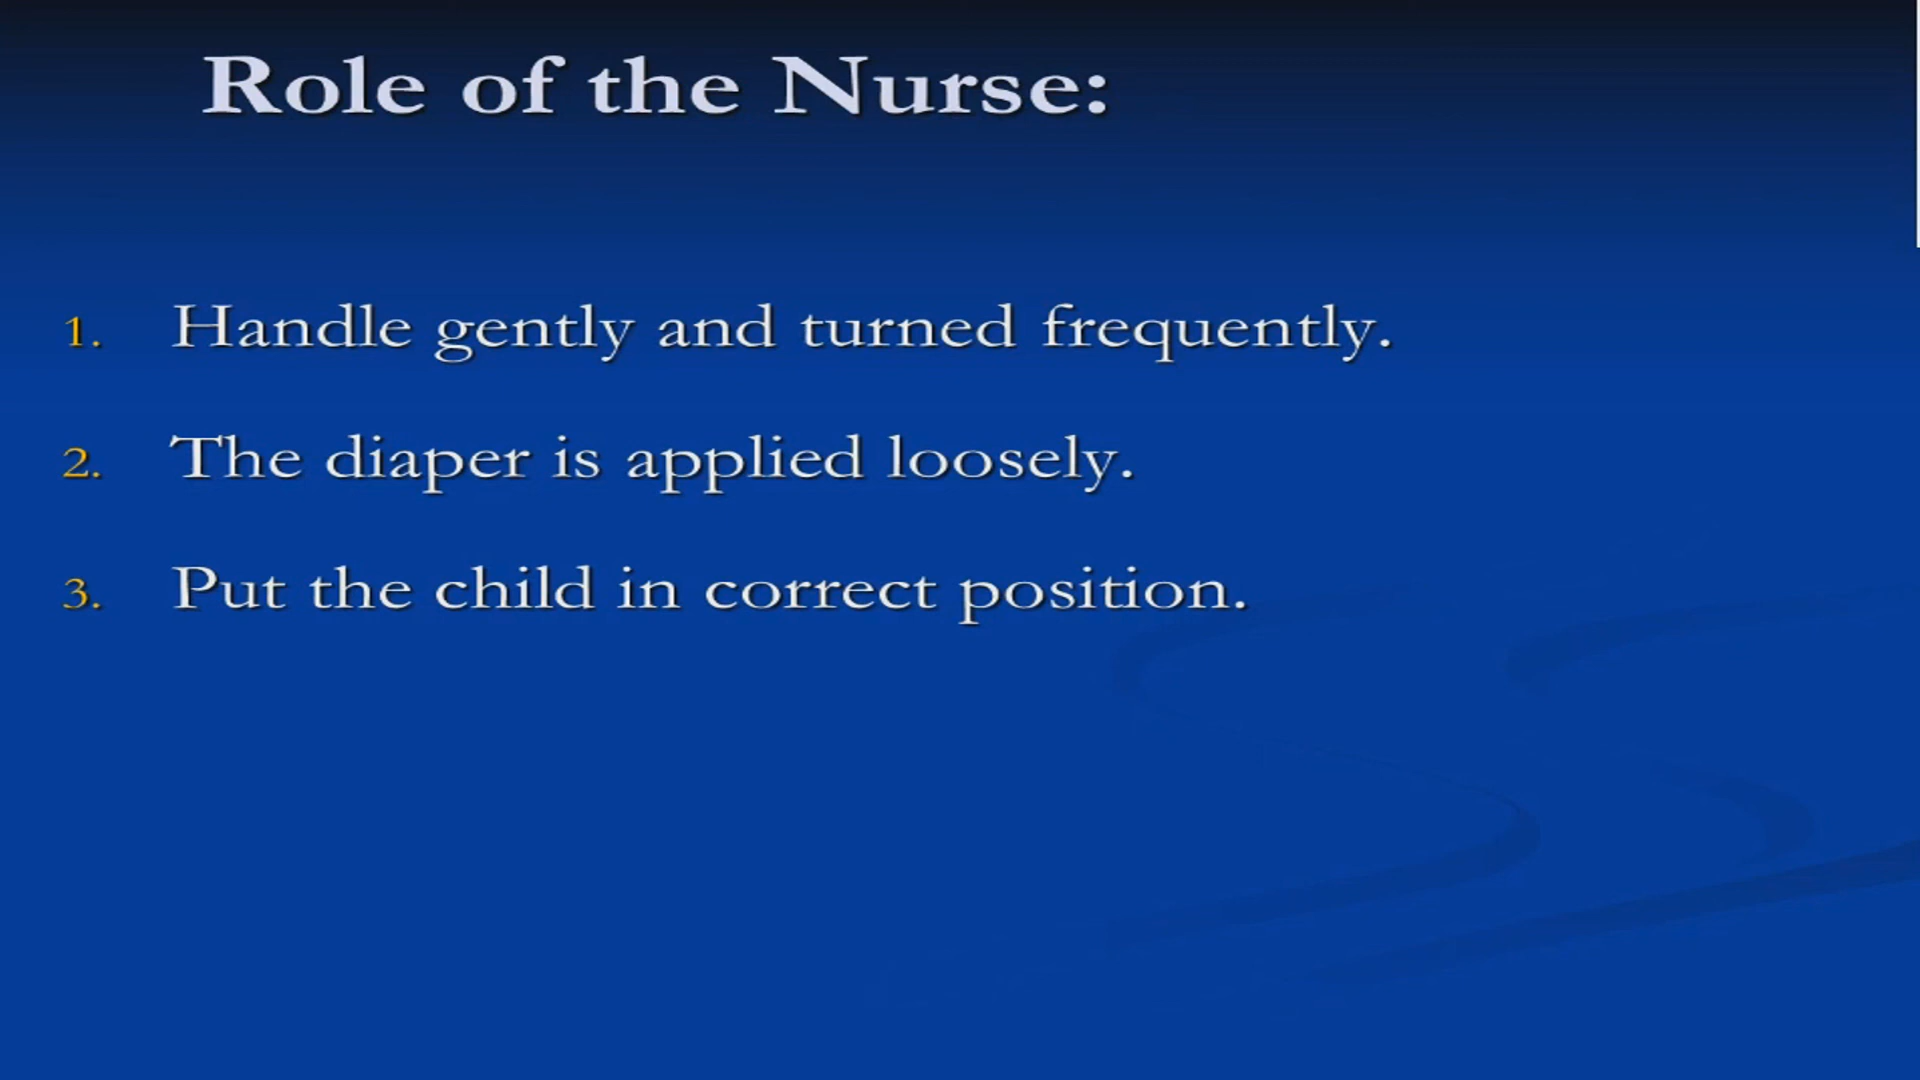 Role of the Nurse:
1. Handle gently and turned frequently.
2. The diaper is applied loosely.
3. Put the child in correct position.